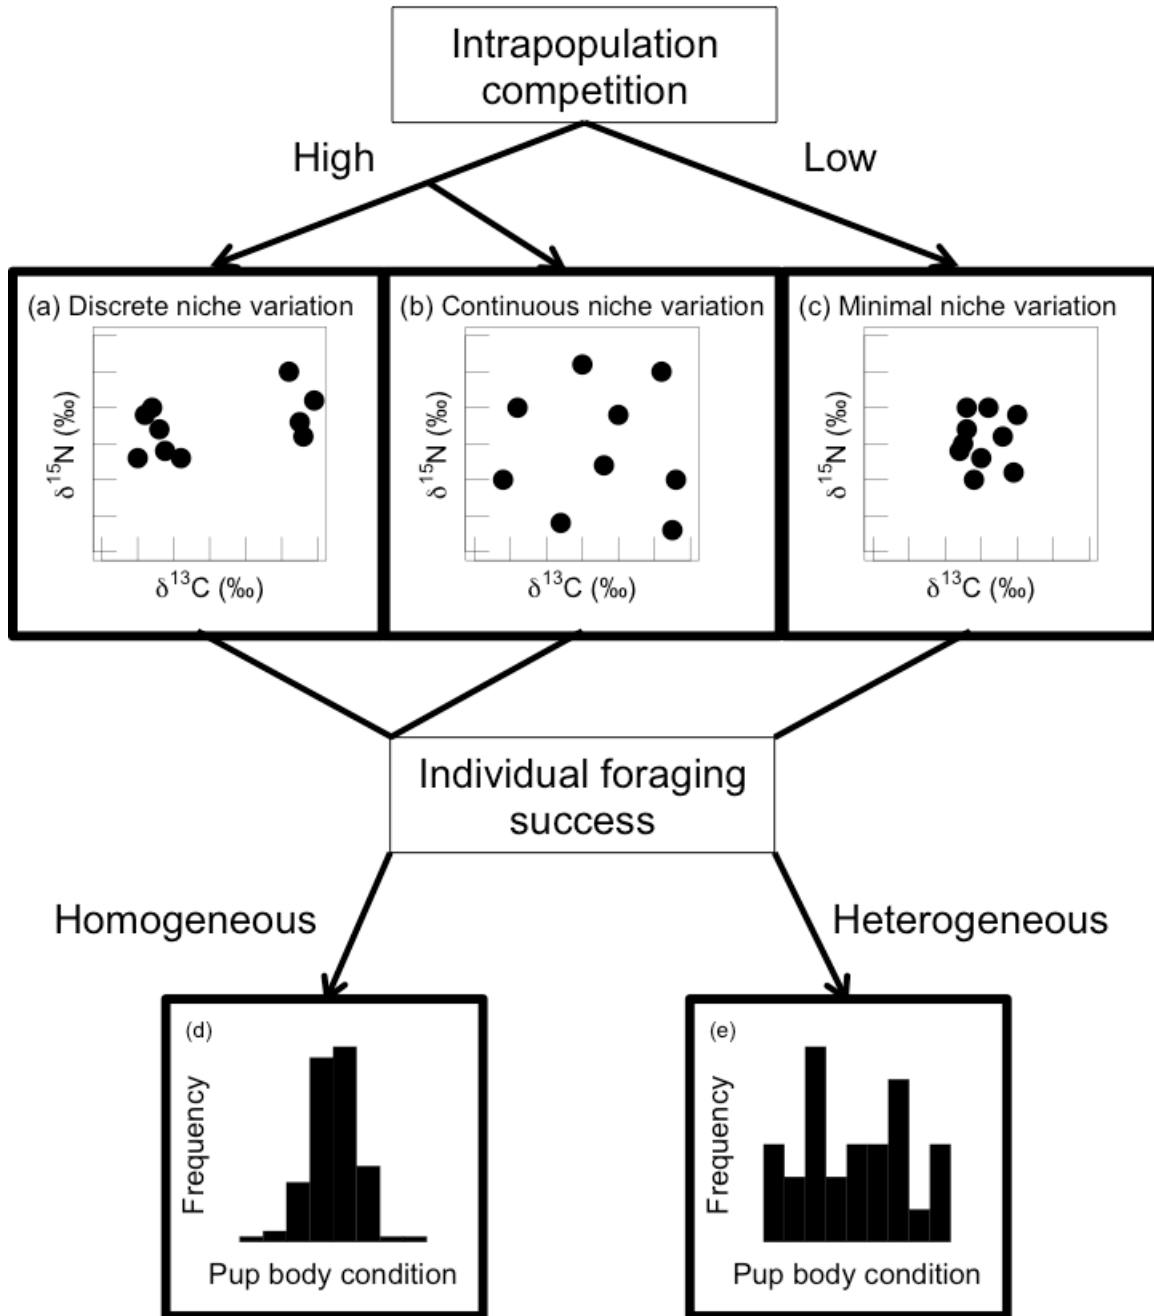 Intrapopulation
competition
High
Low
(a) Discrete niche variation
(b) Continuous niche variation
(c) Minimal niche variation
δ¹⁵N (‰)
δ¹³C (‰)
δ¹⁵N (‰)
δ¹³C (‰)
δ¹⁵N (‰)
δ¹³C (‰)
Individual foraging
success
Homogeneous
Heterogeneous
(d)
Frequency
Pup body condition
(e)
Frequency
Pup body condition